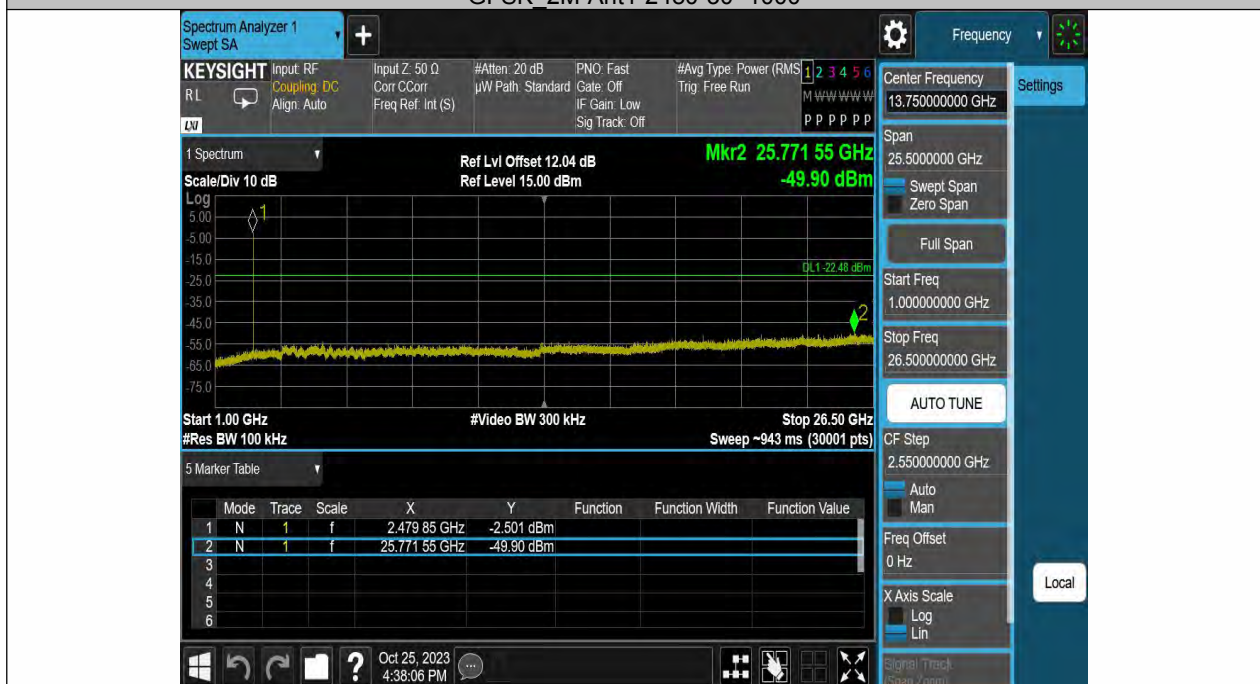 Spectrum Analyzer 1
Swept SA
+
Frequency
KEYSIGHT
RL
LXI
Input: RF
Coupling: DC
Align: Auto
Input Z: 50 Ω
Corr CCorr
Freq Ref: Int (S)
#Atten: 20 dB
µW Path: Standard
PNO: Fast
Gate: Off
IF Gain: Low
Sig Track: Off
#Avg Type: Power (RMS
Trig: Free Run
1 2 3 4 5 6
M W W W W W
P P P P P P
1 Spectrum
Scale/Div 10 dB
Ref Lvl Offset 12.04 dB
Ref Level 15.00 dBm
Mkr2 25.771 55 GHz
-49.90 dBm
Log
5.00
-5.00
-15.0
-25.0
-35.0
-45.0
-55.0
-65.0
-75.0
1
DL1 -22.48 dBm
2
Start 1.00 GHz
#Video BW 300 kHz
Stop 26.50 GHz
#Res BW 100 kHz
Sweep ~943 ms (30001 pts)
5 Marker Table
Mode Trace Scale X Y Function Function Width Function Value
1 N 1 f 2.479 85 GHz -2.501 dBm
2 N 1 f 25.771 55 GHz -49.90 dBm
3
4
5
6
?
Oct 25, 2023
4:38:06 PM
Center Frequency
13.750000000 GHz
Settings
Span
25.5000000 GHz
Swept Span
Zero Span
Full Span
Start Freq
1.000000000 GHz
Stop Freq
26.500000000 GHz
AUTO TUNE
CF Step
2.550000000 GHz
Auto
Man
Freq Offset
0 Hz
X Axis Scale
Log
Lin
Local
Signal Track